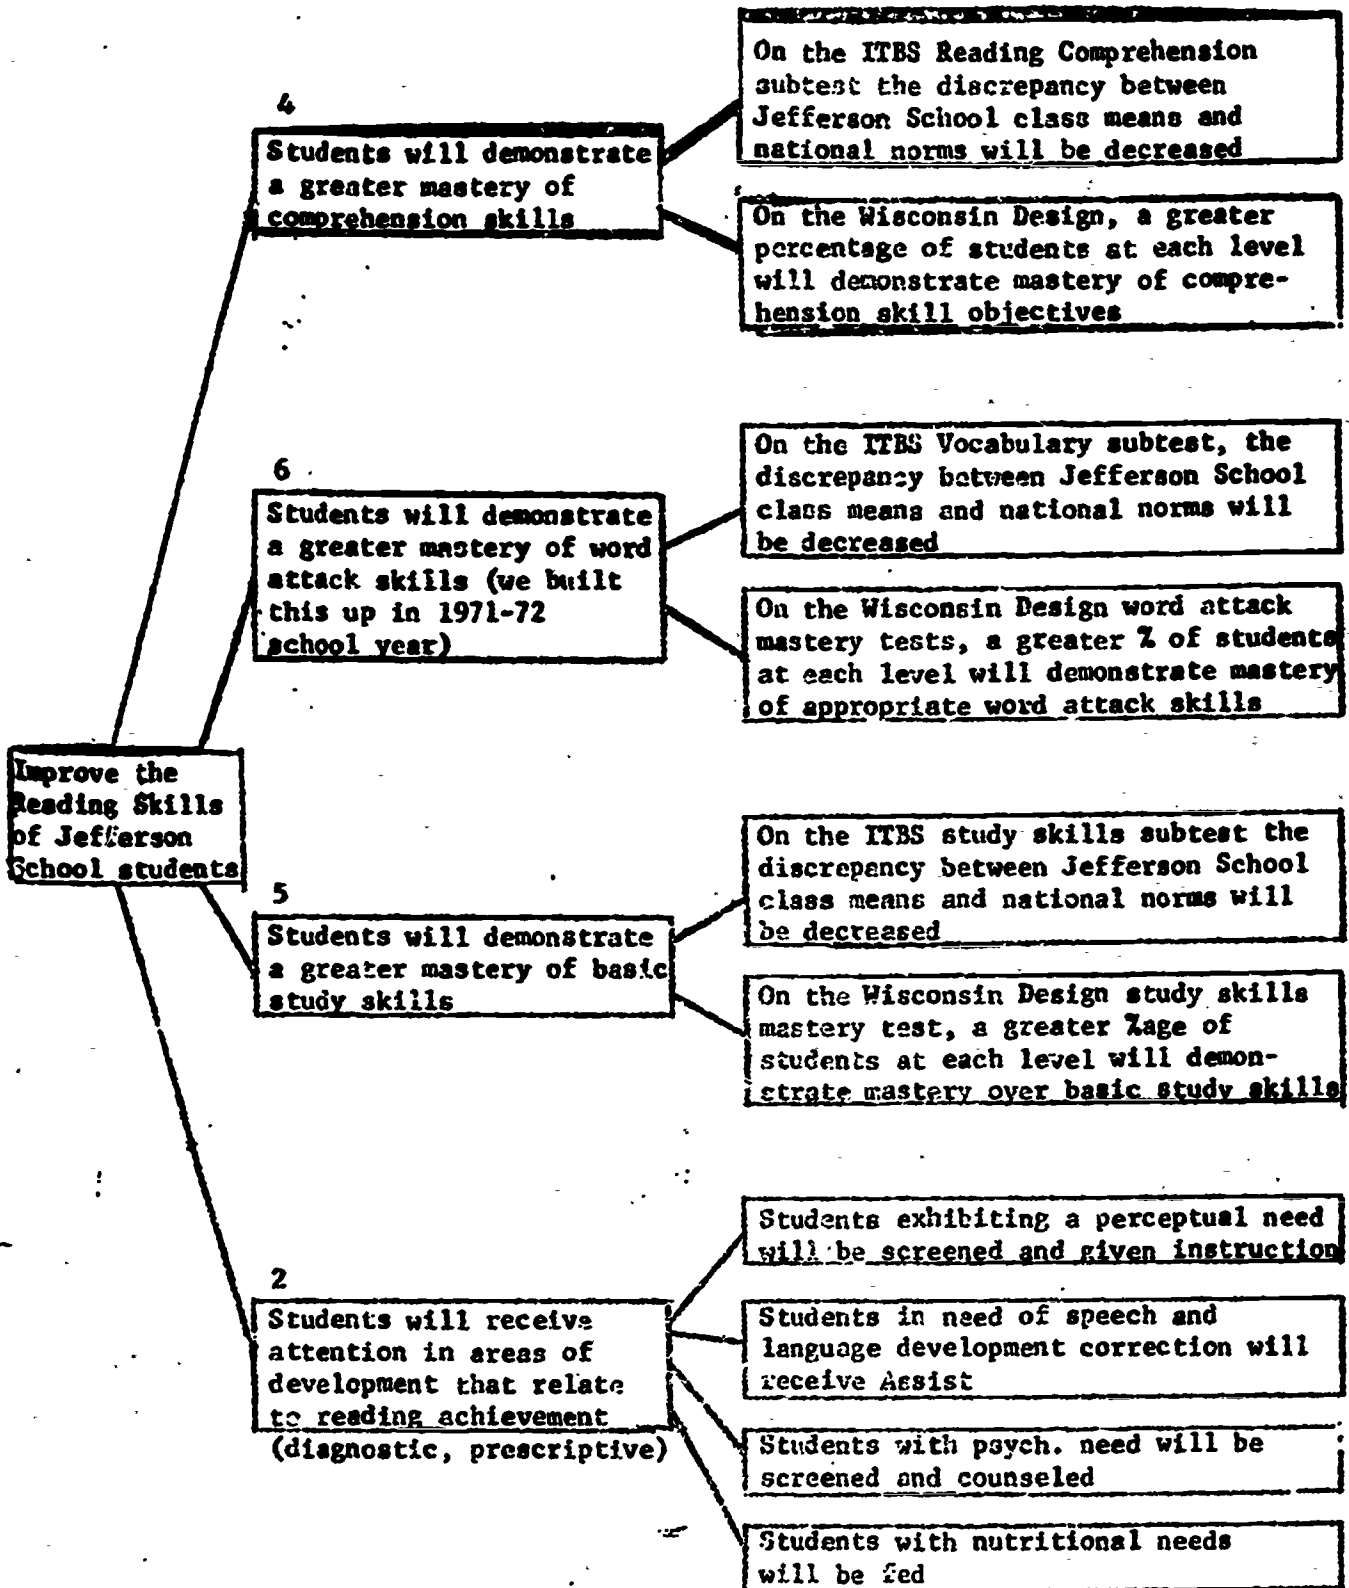 4
Students will demonstrate
a greater mastery of
comprehension skills
On the ITBS Reading Comprehension
subtest the discrepancy between
Jefferson School class means and
national norms will be decreased
On the Wisconsin Design, a greater
percentage of students at each level
will demonstrate mastery of compre-
hension skill objectives
6
Students will demonstrate
a greater mastery of word
attack skills (we built
this up in 1971-72
school year)
On the ITBS Vocabulary subtest, the
discrepancy between Jefferson School
class means and national norms will
be decreased
On the Wisconsin Design word attack
mastery tests, a greater % of students
at each level will demonstrate mastery
of appropriate word attack skills
Improve the
Reading Skills
of Jefferson
School students
5
Students will demonstrate
a greater mastery of basic
study skills
On the ITBS study skills subtest the
discrepancy between Jefferson School
class means and national norms will
be decreased
On the Wisconsin Design study skills
mastery test, a greater %age of
students at each level will demon-
strate mastery over basic study skills
2
Students will receive
attention in areas of
development that relate
to reading achievement
(diagnostic, prescriptive)
Students exhibiting a perceptual need
will be screened and given instruction
Students in need of speech and
language development correction will
receive Assist
Students with psych. need will be
screened and counseled
Students with nutritional needs
will be fed